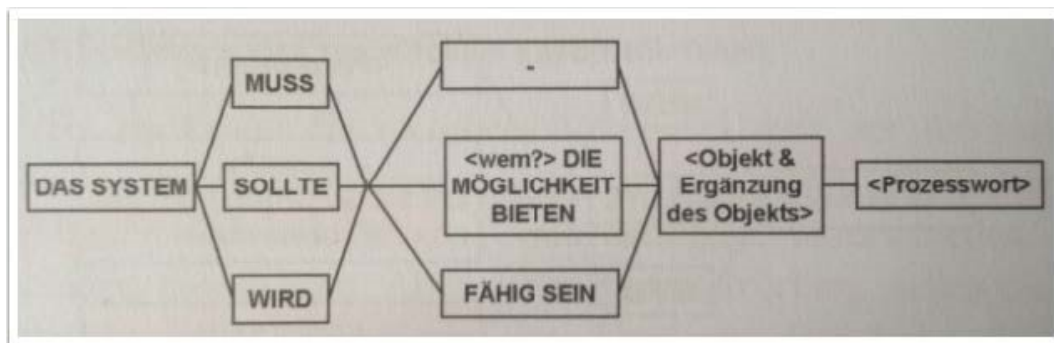 DAS SYSTEM
MUSS
SOLLTE
WIRD
-
<wem?> DIE
MÖGLICHKEIT
BIETEN
FÄHIG SEIN
<Objekt &
Ergänzung
des Objekts>
<Prozesswort>